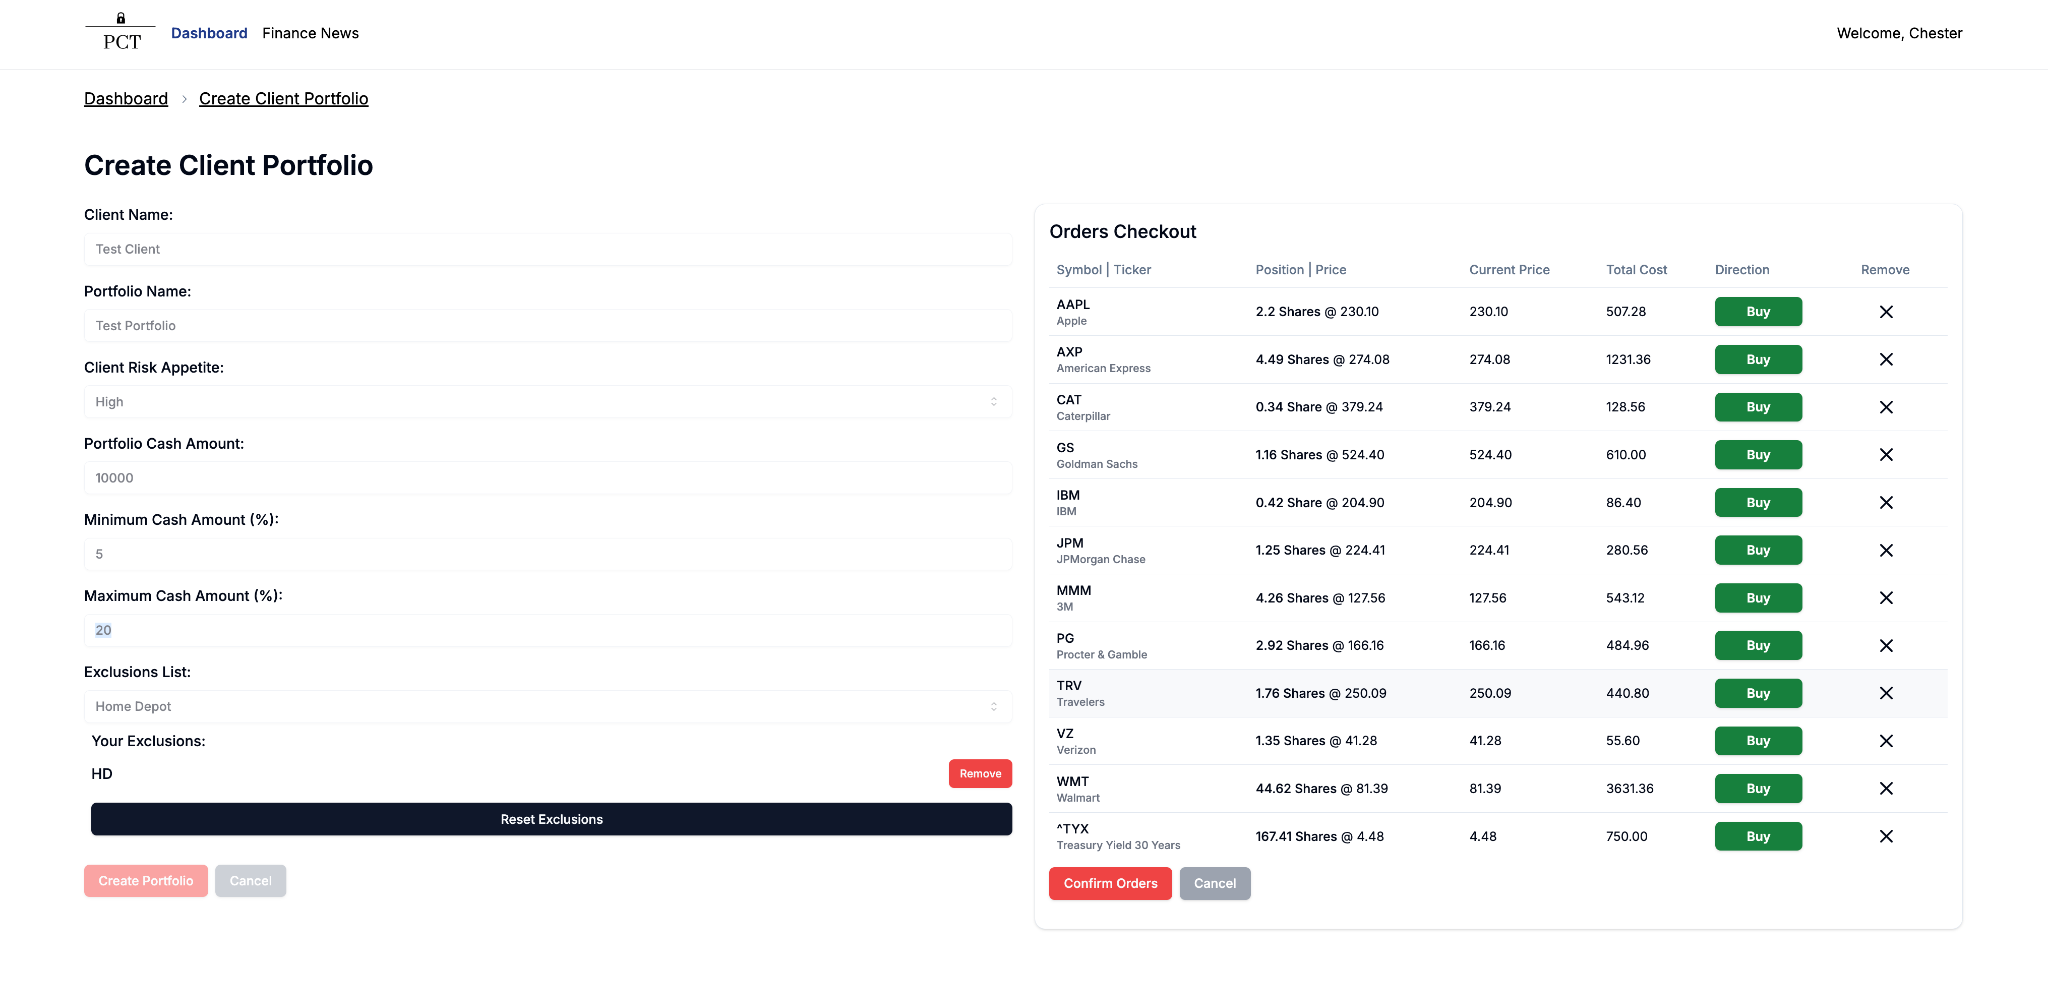 PCT
Dashboard
Finance News
Welcome, Chester
Dashboard > Create Client Portfolio
Create Client Portfolio
Client Name:
Test Client
Portfolio Name:
Test Portfolio
Client Risk Appetite:
High
Portfolio Cash Amount:
10000
Minimum Cash Amount (%):
5
Maximum Cash Amount (%):
20
Exclusions List:
Home Depot
Your Exclusions:
HD
Remove
Reset Exclusions
Create Portfolio
Cancel
Orders Checkout
Symbol | Ticker Position | Price Current Price Total Cost Direction Remove
AAPL
Apple
2.2 Shares @ 230.10 230.10 507.28 Buy
AXP
American Express
4.49 Shares @ 274.08 274.08 1231.36 Buy
CAT
Caterpillar
0.34 Share @ 379.24 379.24 128.56 Buy
GS
Goldman Sachs
1.16 Shares @ 524.40 524.40 610.00 Buy
IBM
IBM
0.42 Share @ 204.90 204.90 86.40 Buy
JPM
JPMorgan Chase
1.25 Shares @ 224.41 224.41 280.56 Buy
MMM
3M
4.26 Shares @ 127.56 127.56 543.12 Buy
PG
Procter & Gamble
2.92 Shares @ 166.16 166.16 484.96 Buy
TRV
Travelers
1.76 Shares @ 250.09 250.09 440.80 Buy
VZ
Verizon
1.35 Shares @ 41.28 41.28 55.60 Buy
WMT
Walmart
44.62 Shares @ 81.39 81.39 3631.36 Buy
^TYX
Treasury Yield 30 Years
167.41 Shares @ 4.48 4.48 750.00 Buy
Confirm Orders
Cancel